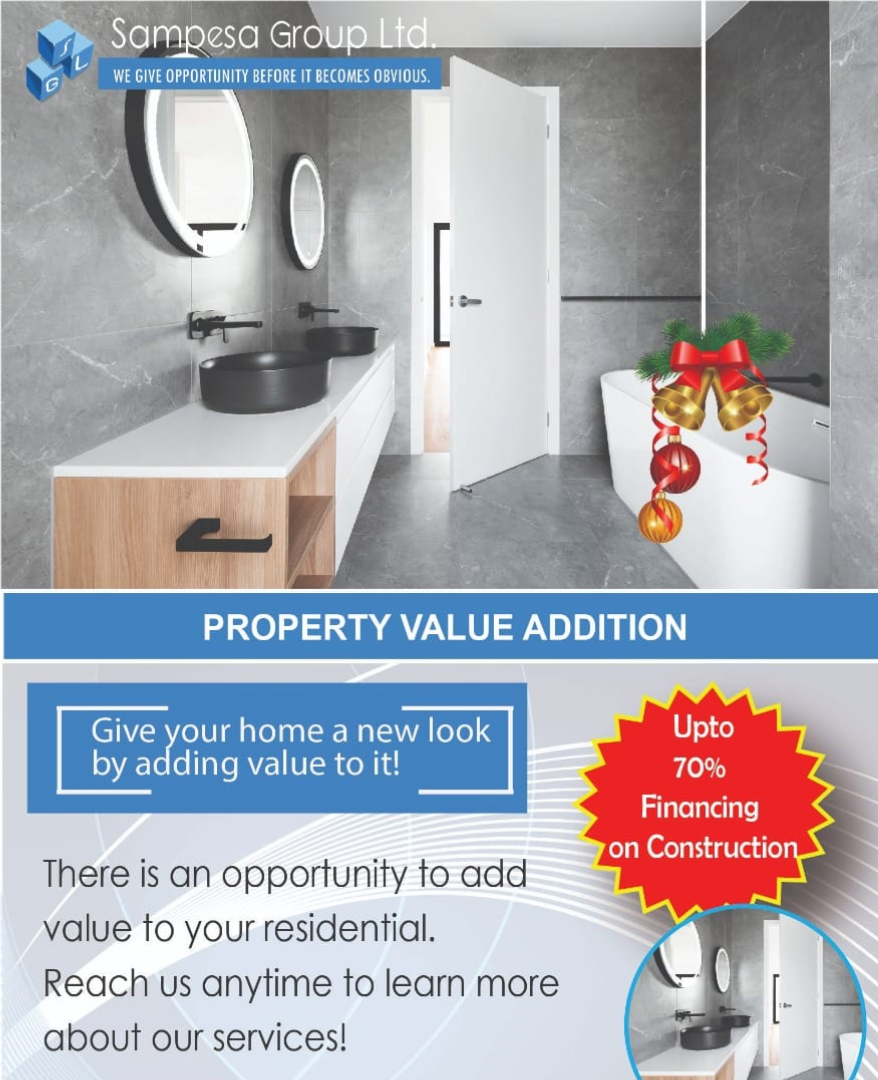 S
G L
Sampesa Group Ltd.
WE GIVE OPPORTUNITY BEFORE IT BECOMES OBVIOUS.
PROPERTY VALUE ADDITION
Give your home a new look
by adding value to it!
Upto
70%
Financing
on Construction
There is an opportunity to add
value to your residential.
Reach us anytime to learn more
about our services!